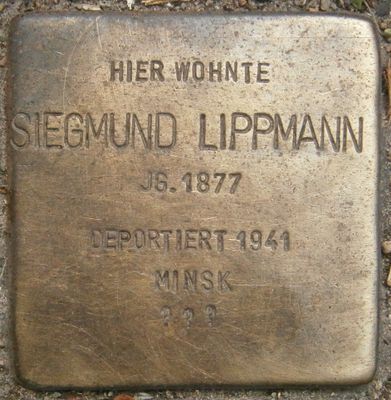 HIER WOHNTE
SIEGMUND LIPPMANN
JG. 1877
DEPORTIERT 1941
MINSK
???